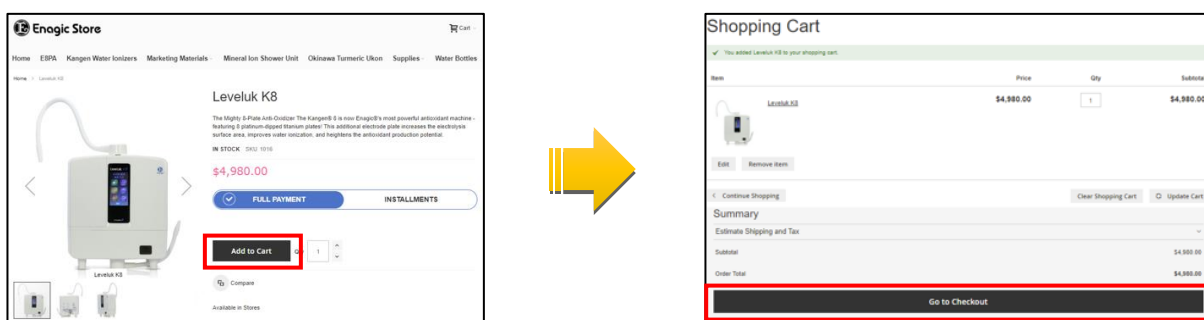 Enagic Store
Cart
Home E8PA Kangen Water Ionizers Marketing Materials Mineral Ion Shower Unit Okinawa Turmeric Ukon Supplies Water Bottles
Home > Leveluk K8
Leveluk K8
The Mighty 8-Plate Anti-Oxidizer The Kangen® 8 is now Enagic®'s most powerful antioxidant machine -
featuring 8 platinum-dipped titanium plates! This additional electrode plate increases the electrolysis
surface area, improves water ionization, and heightens the antioxidant production potential.
IN STOCK SKU 1016
$4,980.00
FULL PAYMENT INSTALLMENTS
Add to Cart 1
Leveluk K8
Compare
Available in Stores
Shopping Cart
You added Leveluk K8 to your shopping cart.
Item Price Qty Subtotal
Leveluk K8 $4,980.00 1 $4,980.00
Edit Remove item
< Continue Shopping Clear Shopping Cart Update Cart
Summary
Estimate Shipping and Tax
Subtotal $4,980.00
Order Total $4,980.00
Go to Checkout